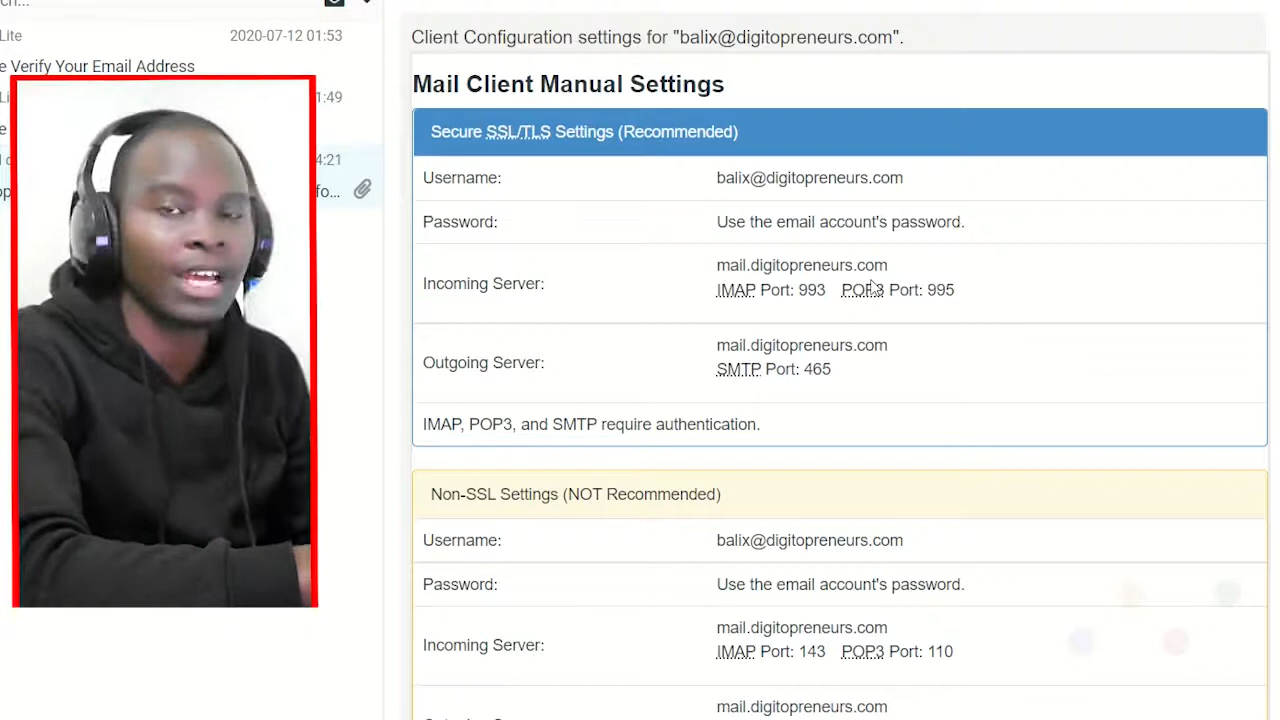 Lite 2020-07-12 01:53
Verify Your Email Address
1:49
4:21
fo...
Client Configuration settings for "balix@digitopreneurs.com".
Mail Client Manual Settings
Secure SSL/TLS Settings (Recommended)
Username: balix@digitopreneurs.com
Password: Use the email account's password.
Incoming Server: mail.digitopreneurs.com
IMAP Port: 993 POP3 Port: 995
Outgoing Server: mail.digitopreneurs.com
SMTP Port: 465
IMAP, POP3, and SMTP require authentication.
Non-SSL Settings (NOT Recommended)
Username: balix@digitopreneurs.com
Password: Use the email account's password.
Incoming Server: mail.digitopreneurs.com
IMAP Port: 143 POP3 Port: 110
mail.digitopreneurs.com